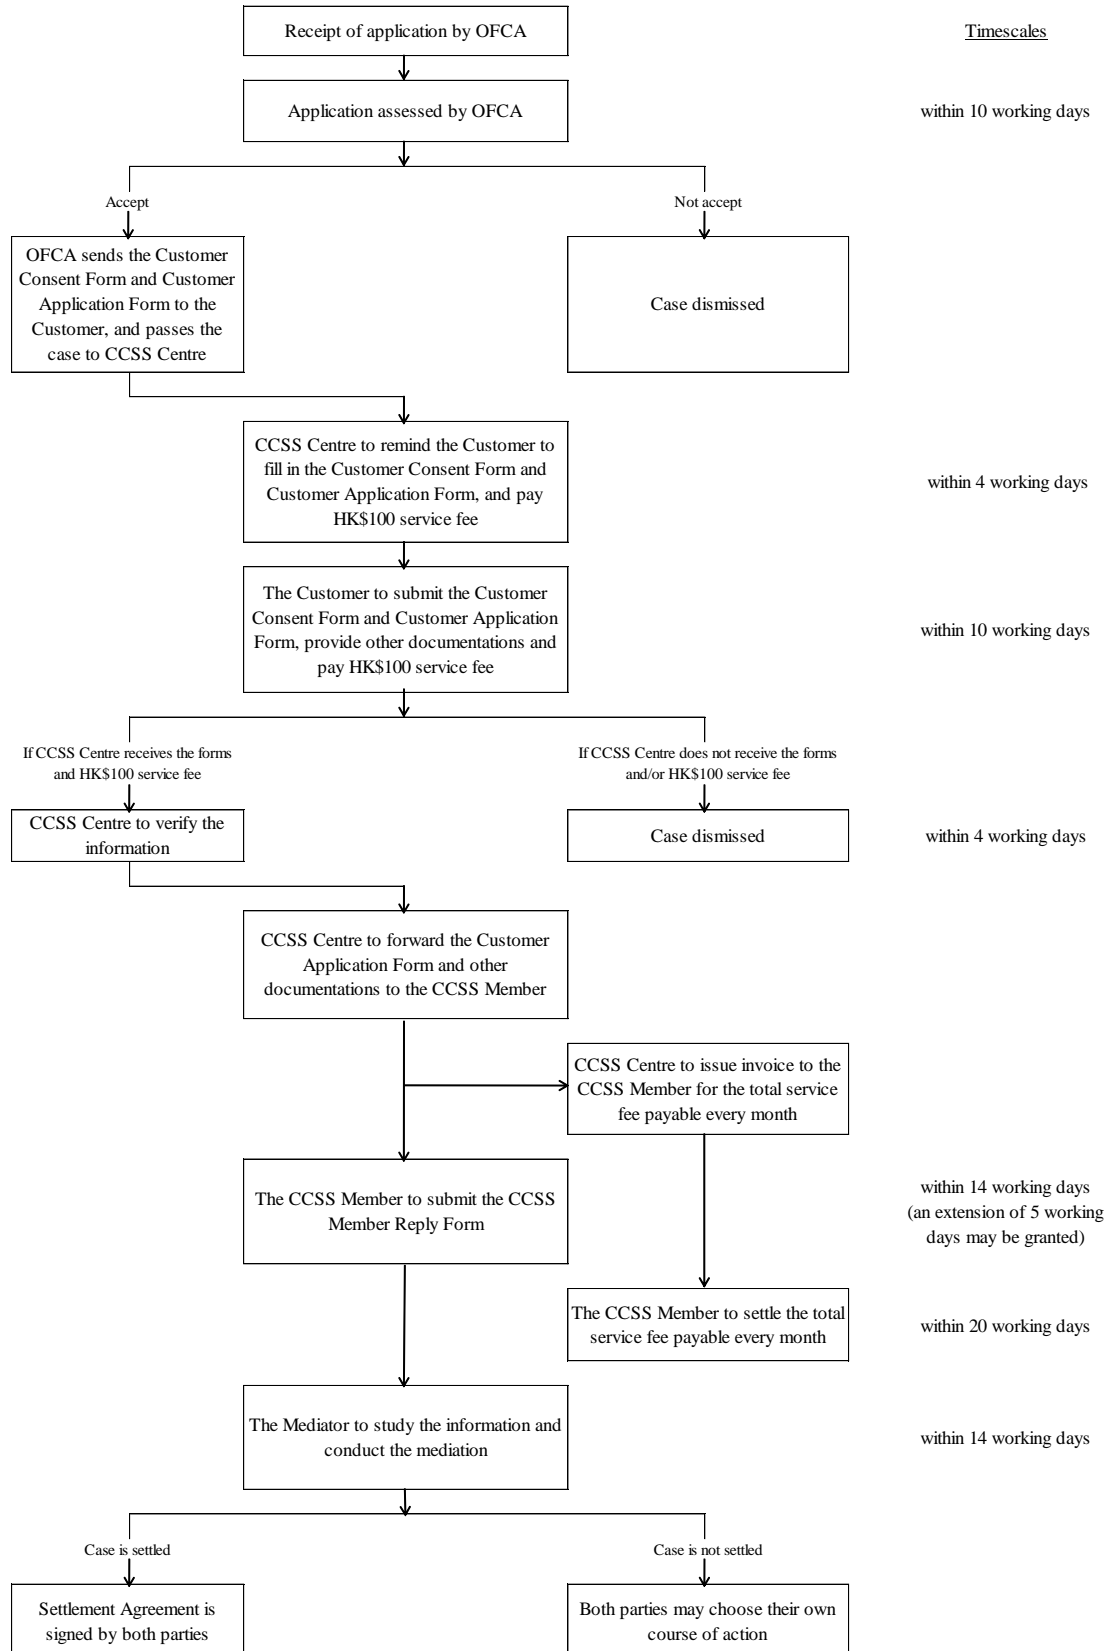 Receipt of application by OFCA
Timescales
Application assessed by OFCA
within 10 working days
Accept
Not accept
OFCA sends the Customer
Consent Form and Customer
Application Form to the
Customer, and passes the
case to CCSS Centre
Case dismissed
CCSS Centre to remind the Customer to
fill in the Customer Consent Form and
Customer Application Form, and pay
HK$100 service fee
within 4 working days
The Customer to submit the Customer
Consent Form and Customer Application
Form, provide other documentations and
pay HK$100 service fee
within 10 working days
If CCSS Centre receives the forms
and HK$100 service fee
If CCSS Centre does not receive the forms
and/or HK$100 service fee
CCSS Centre to verify the
information
Case dismissed
within 4 working days
CCSS Centre to forward the Customer
Application Form and other
documentations to the CCSS Member
CCSS Centre to issue invoice to the
CCSS Member for the total service
fee payable every month
The CCSS Member to submit the CCSS
Member Reply Form
within 14 working days
(an extension of 5 working
days may be granted)
The CCSS Member to settle the total
service fee payable every month
within 20 working days
The Mediator to study the information and
conduct the mediation
within 14 working days
Case is settled
Case is not settled
Settlement Agreement is
signed by both parties
Both parties may choose their own
course of action